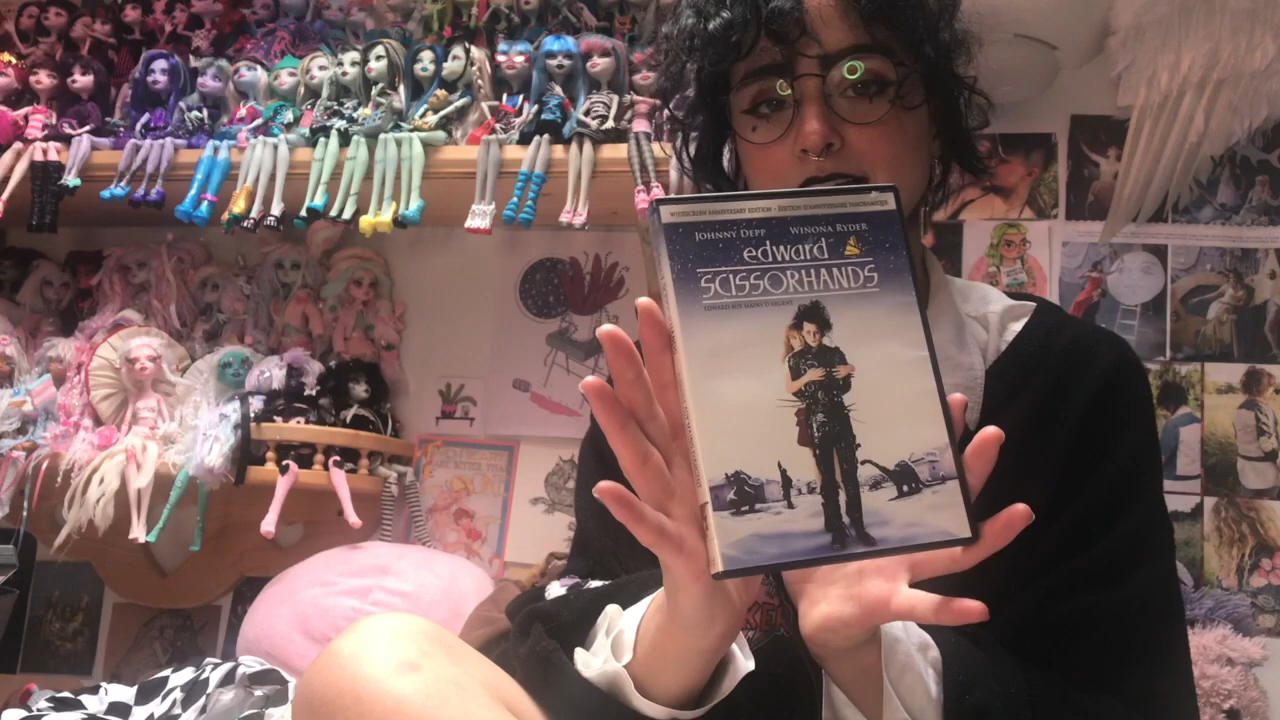 WIDESCREEN ANNIVERSARY EDITION • ÉDITION D'ANNIVERSAIRE PANORAMIQUE
JOHNNY DEPP WINONA RYDER
edward
SCISSORHANDS
EDWARD AUX MAINS D'ARGENT